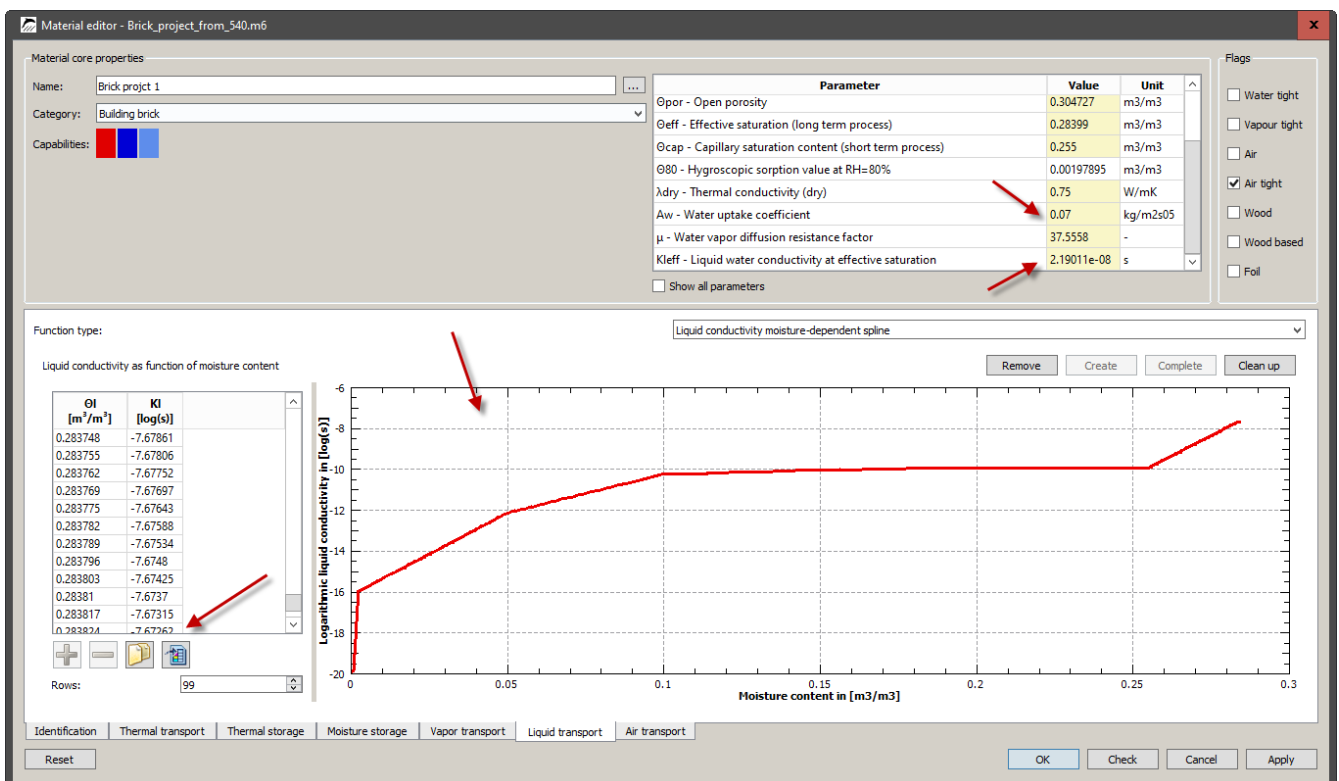 Material editor - Brick_project_from_540.m6
x
Material core properties
Name: Brick projct 1 ...
Category: Building brick
Capabilities:
Parameter Value Unit
Θpor - Open porosity 0.304727 m3/m3
Θeff - Effective saturation (long term process) 0.28399 m3/m3
Θcap - Capillary saturation content (short term process) 0.255 m3/m3
Θ80 - Hygroscopic sorption value at RH=80% 0.00197895 m3/m3
λdry - Thermal conductivity (dry) 0.75 W/mK
Aw - Water uptake coefficient 0.07 kg/m2s05
μ - Water vapor diffusion resistance factor 37.5558 -
Kleff - Liquid water conductivity at effective saturation 2.19011e-08 s
Show all parameters
Flags
Water tight
Vapour tight
Air
Air tight
Wood
Wood based
Foil
Function type: Liquid conductivity moisture-dependent spline
Liquid conductivity as function of moisture content
Remove Create Complete Clean up
Θl Kl
[m³/m³] [log(s)]
0.283748 -7.67861
0.283755 -7.67806
0.283762 -7.67752
0.283769 -7.67697
0.283775 -7.67643
0.283782 -7.67588
0.283789 -7.67534
0.283796 -7.6748
0.283803 -7.67425
0.28381 -7.6737
0.283817 -7.67315
0.283824 -7.67262
Rows: 99
Logarithmic liquid conductivity in [log(s)]
-6
-8
-10
-12
-14
-16
-18
-20
0 0.05 0.1 0.15 0.2 0.25 0.3
Moisture content in [m3/m3]
Identification Thermal transport Thermal storage Moisture storage Vapor transport Liquid transport Air transport
Reset OK Check Cancel Apply